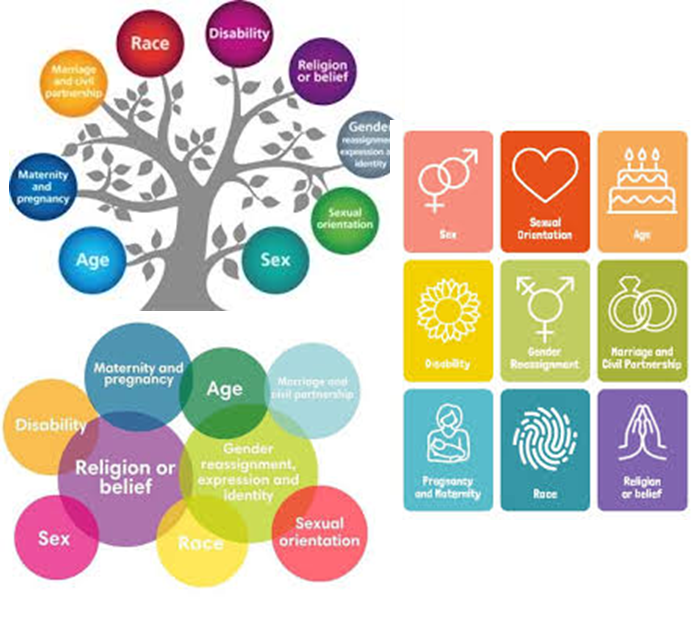 Disability
Race
Religion
or belief
Marriage
and civil
partnership
Gender
reassignme
expression a
identity
Maternity
and
pregnancy
Sexual
orientation
Age
Sex
Sex
Sexual
Orientation
Age
Disability
Gender
Reassignment
Marriage and
Civil Partnership
Pregnancy
and Maternity
Race
Religion
or belief
Maternity and
pregnancy
Age
Marriage and
civil partnership
Disability
Religion or
belief
Gender
reassignment,
expression and
identity
Sex
Race
Sexual
orientation